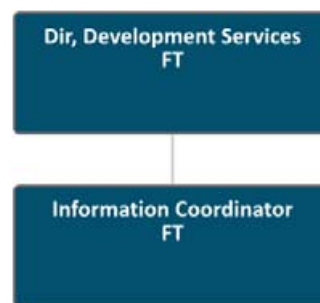 Dir, Development Services
FT
Information Coordinator
FT